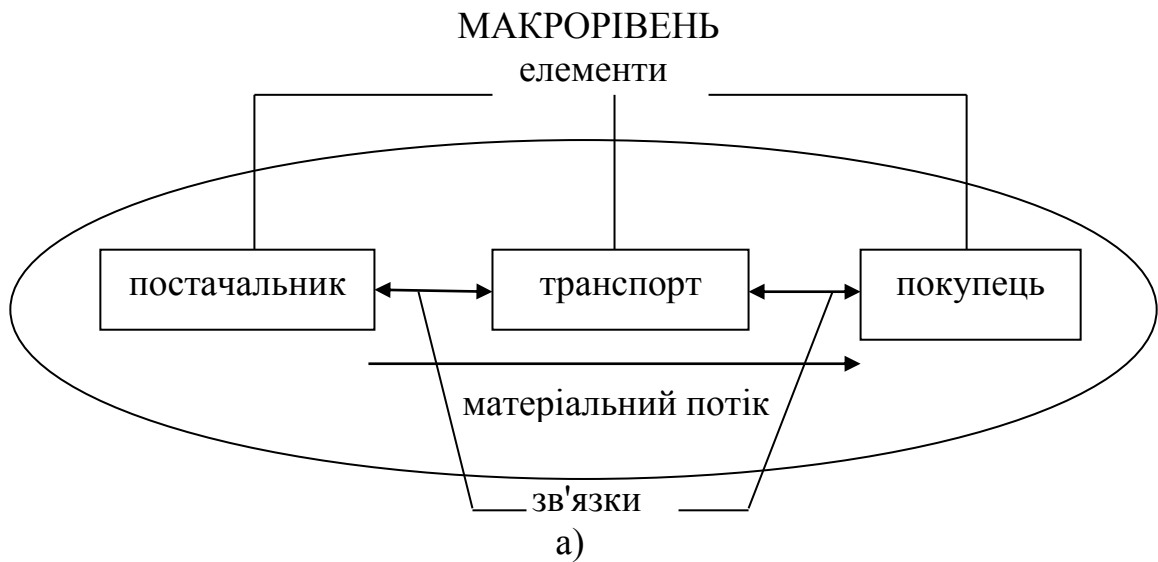 МАКРОРІВЕНЬ
елементи
постачальник
транспорт
покупець
матеріальний потік
зв'язки
а)